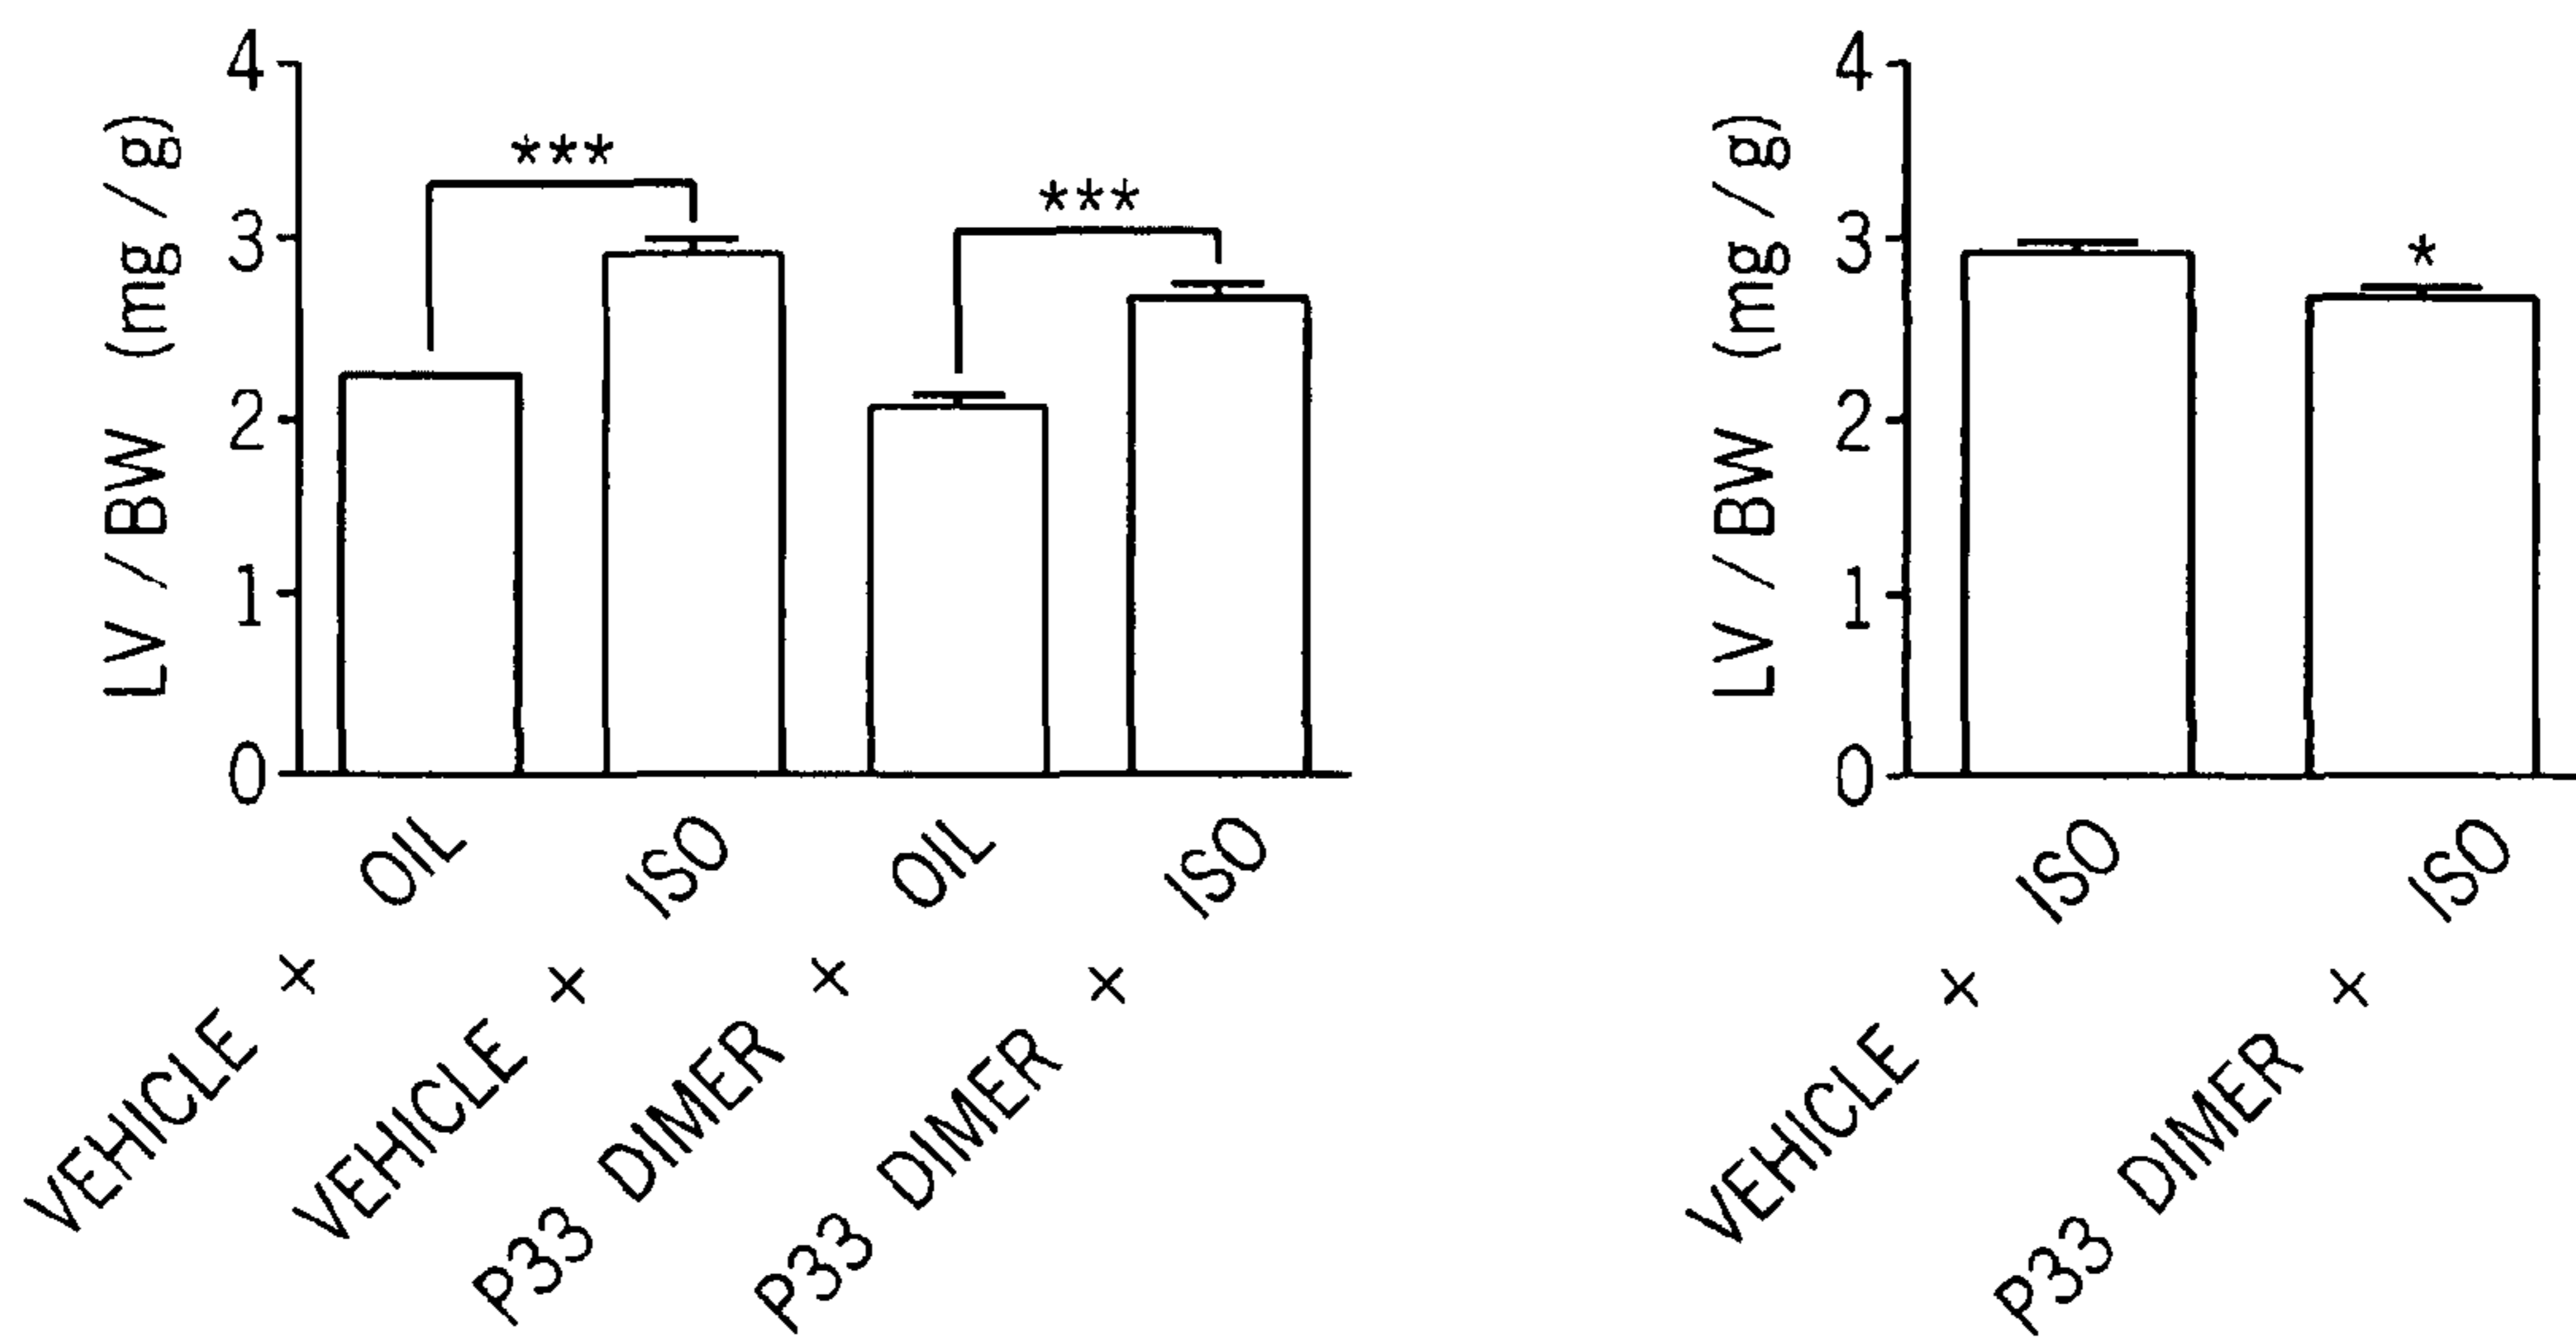 LV/BW (mg/g)
4
3
2
1
0
***
***
VEHICLE + OIL
VEHICLE + ISO
P33 DIMER + OIL
P33 DIMER + ISO
LV/BW (mg/g)
4
3
2
1
0
*
VEHICLE + ISO
P33 DIMER + ISO